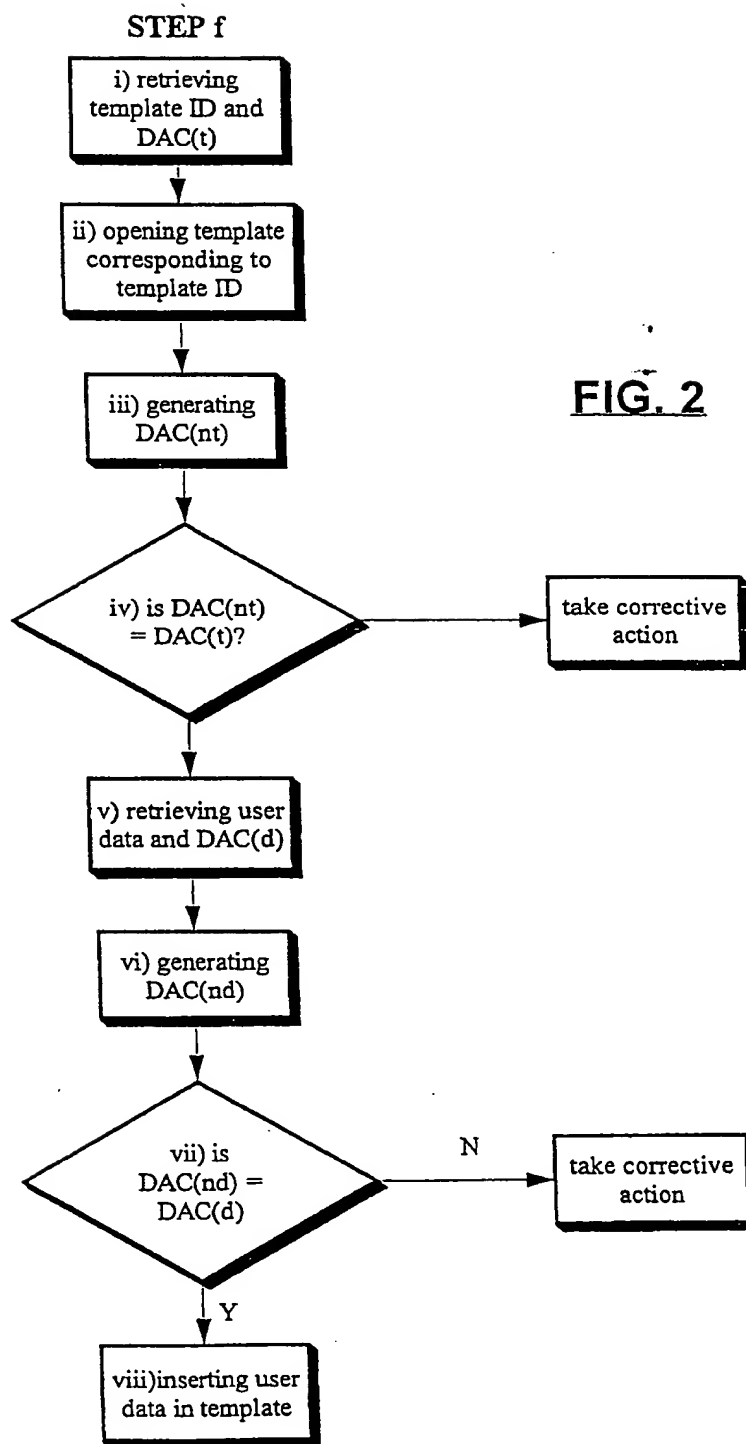 STEP f
i) retrieving
template ID and
DAC(t)
ii) opening template
corresponding to
template ID
FIG. 2
iii) generating
DAC(nt)
iv) is DAC(nt)
= DAC(t)?
take corrective
action
v) retrieving user
data and DAC(d)
vi) generating
DAC(nd)
vii) is
DAC(nd) =
DAC(d)
N
take corrective
action
Y
viii)inserting user
data in template